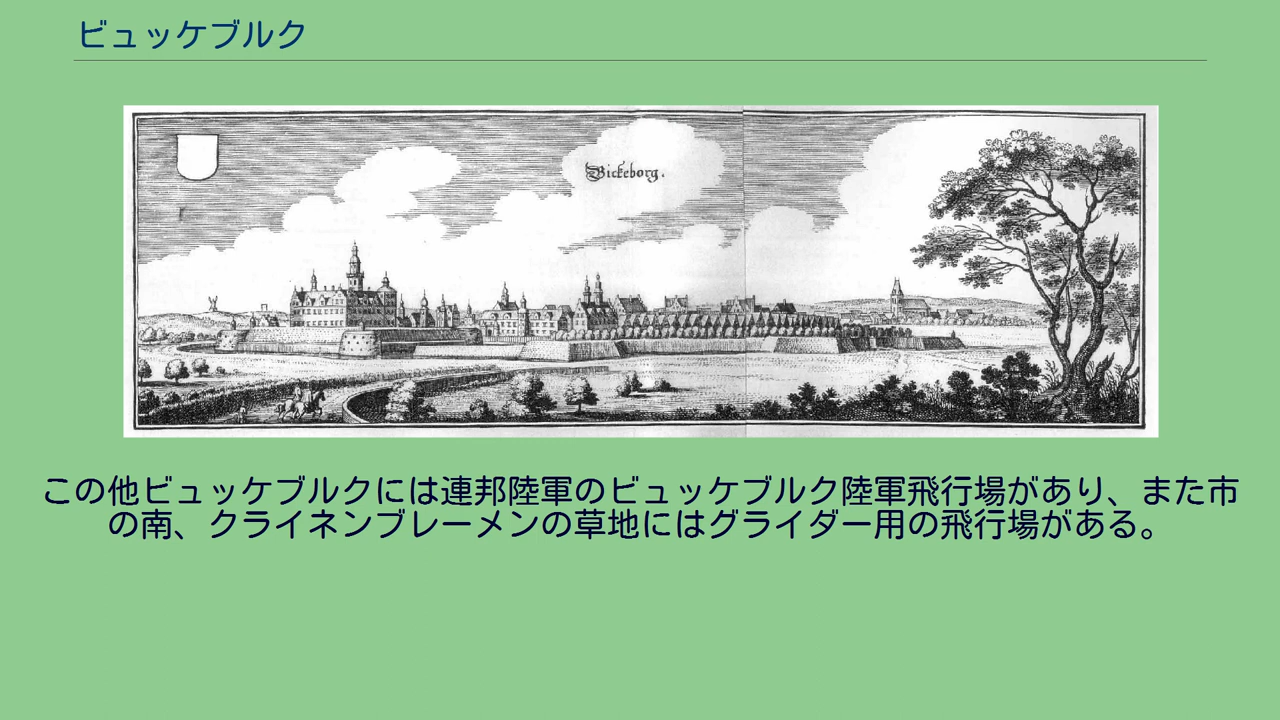 ビュッケブルク
Bickeborg.
この他ビュッケブルクには連邦陸軍のビュッケブルク陸軍飛行場があり、また市
の南、クライネンブレーメンの草地にはグライダー用の飛行場がある。